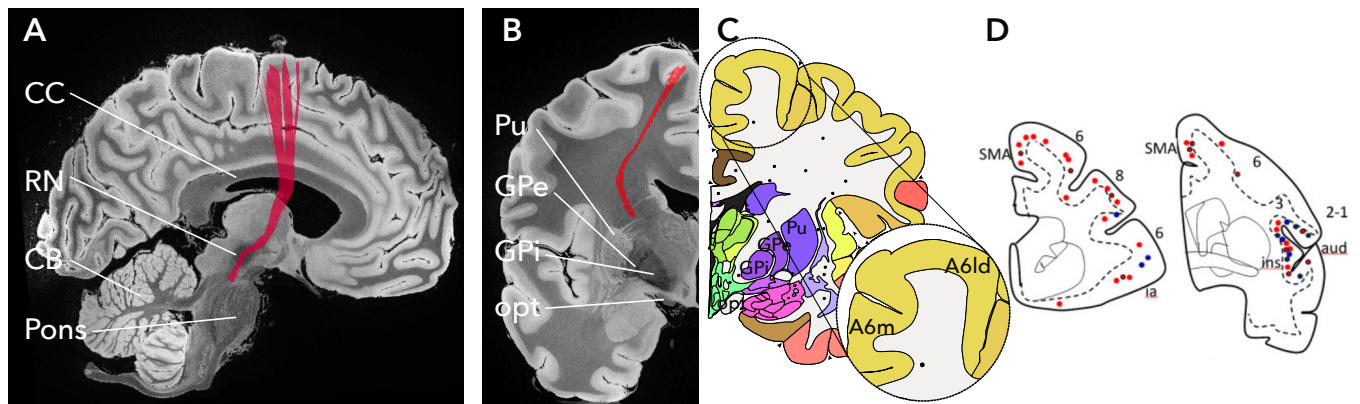 A
CC
RN
CB
Pons
B
Pu
GPe
GPi
opt
C
Pu
GPe
GPi
opt
A6ld
A6m
D
SMA
6
8
6
ia
SMA
6
3
2-1
ins
aud